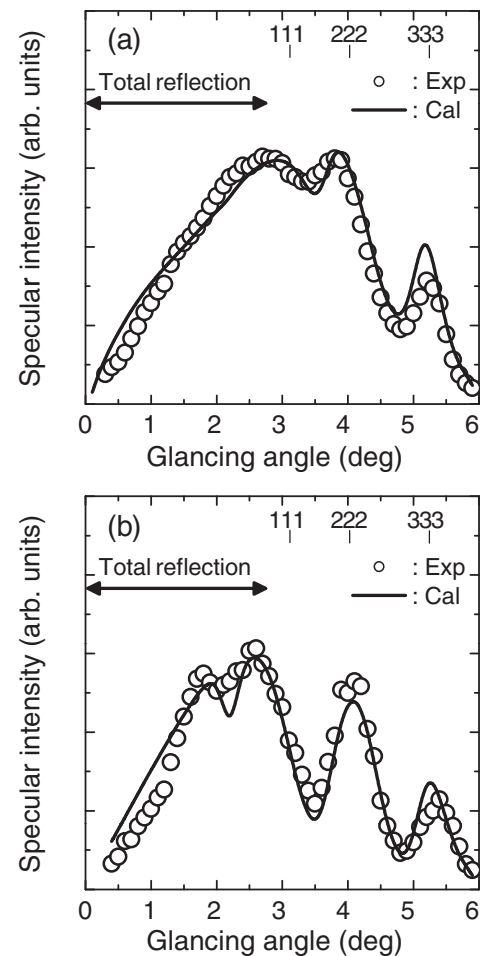 (a)
111 222 333
Total reflection
: Exp
: Cal
Specular intensity (arb. units)
0 1 2 3 4 5 6
Glancing angle (deg)
(b)
111 222 333
Total reflection
: Exp
: Cal
Specular intensity (arb. units)
0 1 2 3 4 5 6
Glancing angle (deg)